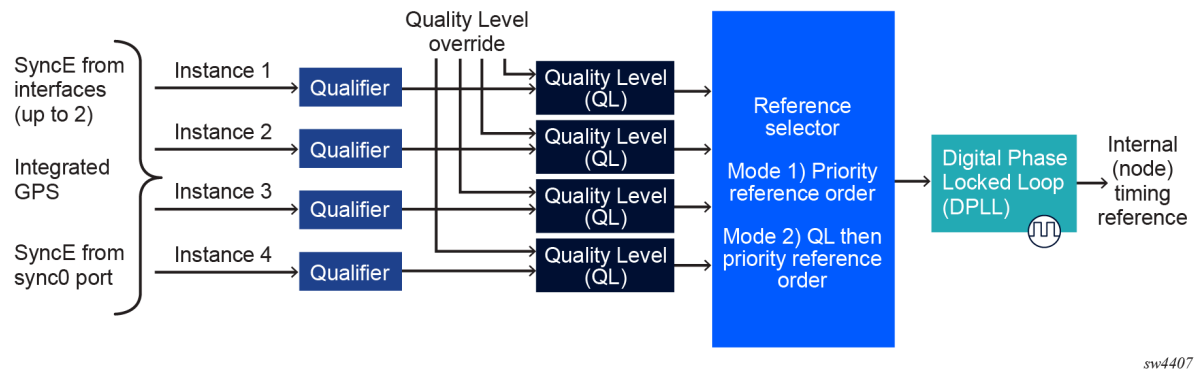 Quality Level
override
SyncE from
interfaces
(up to 2)
Integrated
GPS
SyncE from
sync0 port
Instance 1
Instance 2
Instance 3
Instance 4
Qualifier
Qualifier
Qualifier
Qualifier
Quality Level
(QL)
Quality Level
(QL)
Quality Level
(QL)
Quality Level
(QL)
Reference
selector
Mode 1) Priority
reference order
Mode 2) QL then
priority reference
order
Digital Phase
Locked Loop
(DPLL)
Internal
(node)
timing
reference
sw4407